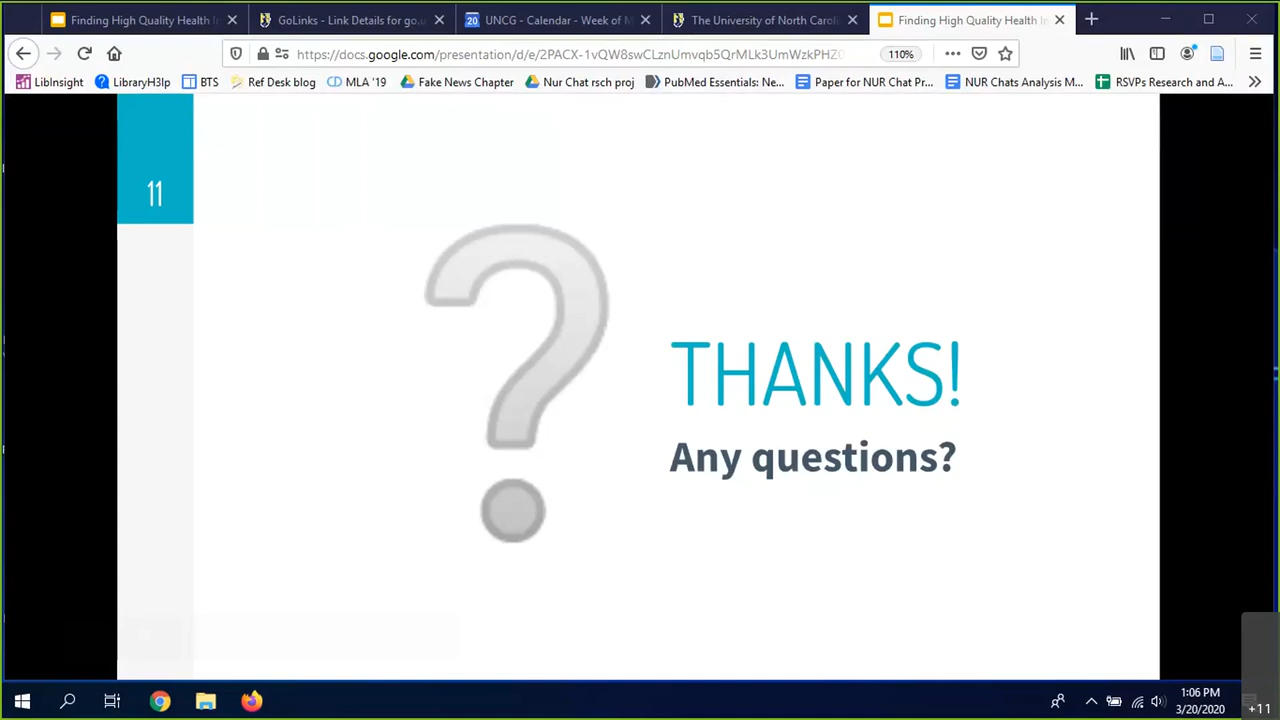 Finding High Quality Health In
GoLinks - Link Details for go.u
20
UNCG - Calendar - Week of M
The University of North Caroli
Finding High Quality Health In
https://docs.google.com/presentation/d/e/2PACX-1vQW8swCLznUmvqb5QrMLk3UmWzkPHZ0
110%
LibInsight
LibraryH3lp
BTS
Ref Desk blog
MLA '19
Fake News Chapter
Nur Chat rsch proj
PubMed Essentials: Ne...
Paper for NUR Chat Pr...
NUR Chats Analysis M...
RSVPs Research and A...
11
?
THANKS!
Any questions?
1:06 PM
3/20/2020
+11